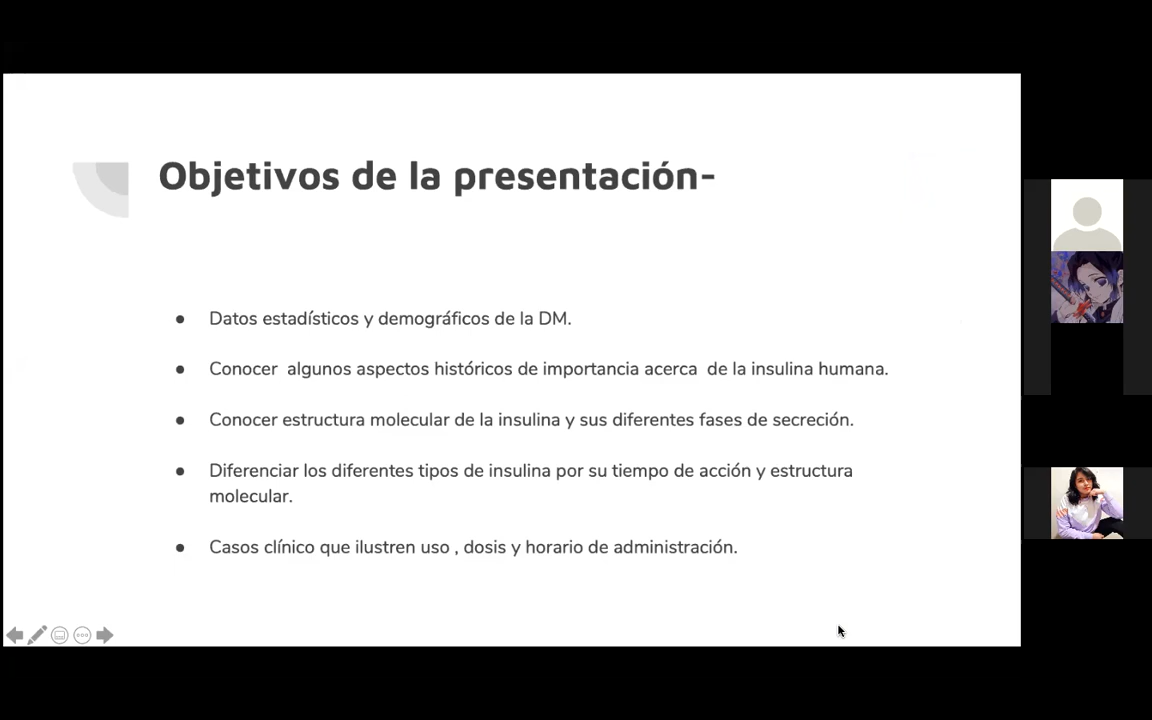 Objetivos de la presentación-
● Datos estadísticos y demográficos de la DM.
● Conocer  algunos aspectos históricos de importancia acerca  de la insulina humana.
● Conocer estructura molecular de la insulina y sus diferentes fases de secreción.
● Diferenciar los diferentes tipos de insulina por su tiempo de acción y estructura
molecular.
● Casos clínico que ilustren uso , dosis y horario de administración.